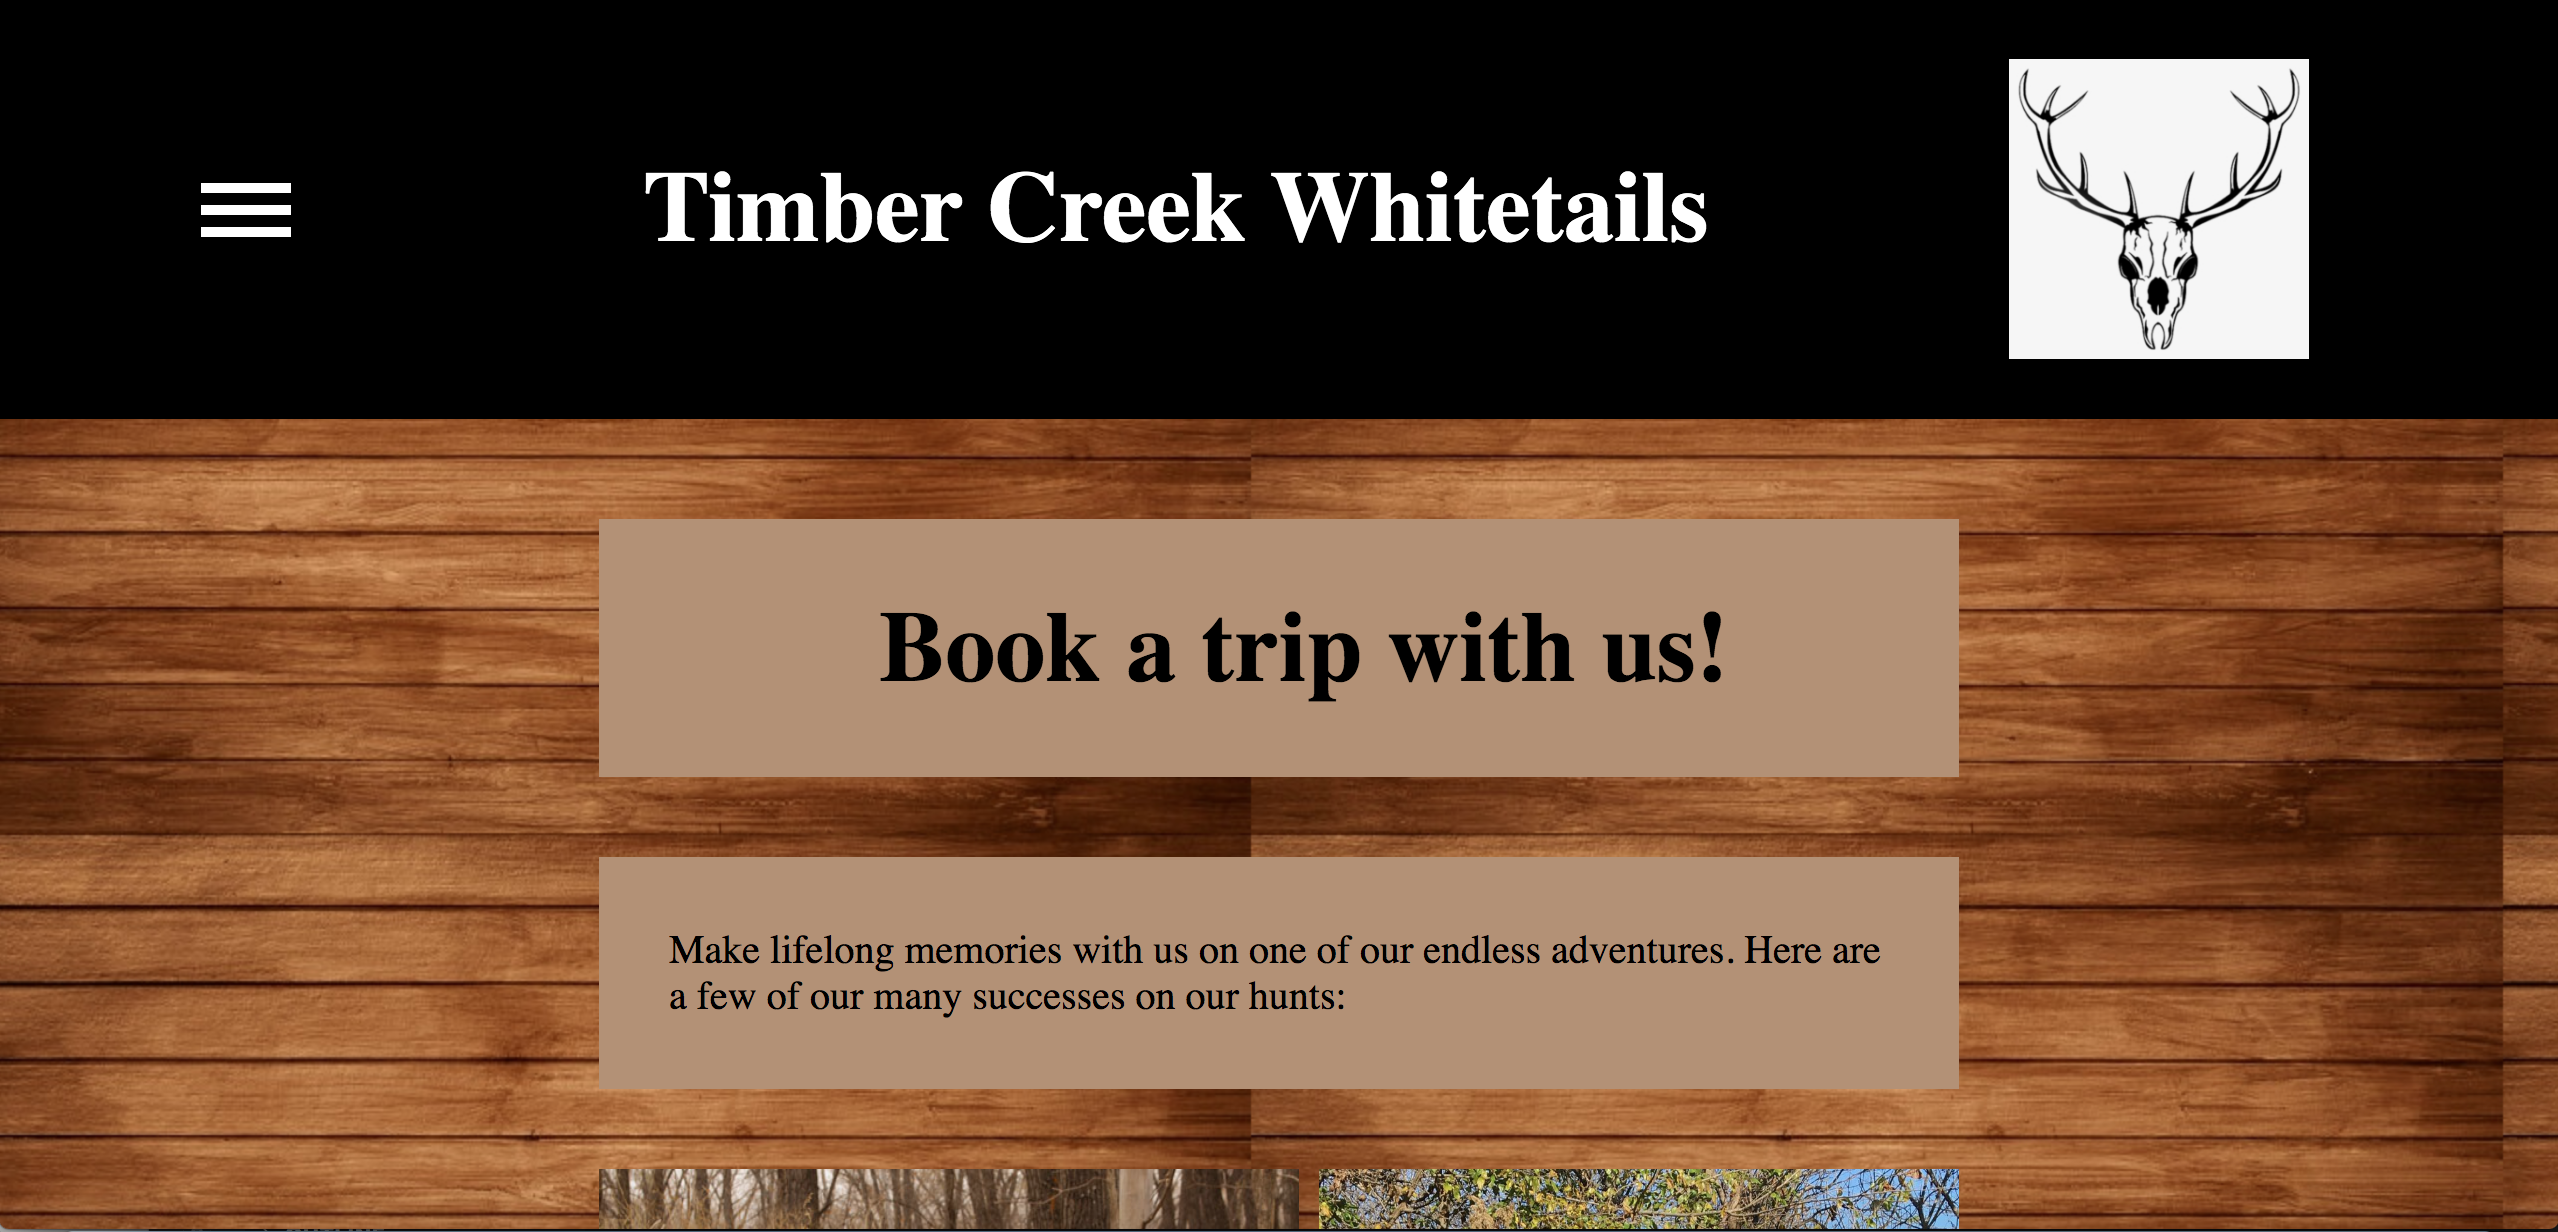 Timber Creek Whitetails
Book a trip with us!
Make lifelong memories with us on one of our endless adventures. Here are
a few of our many successes on our hunts: